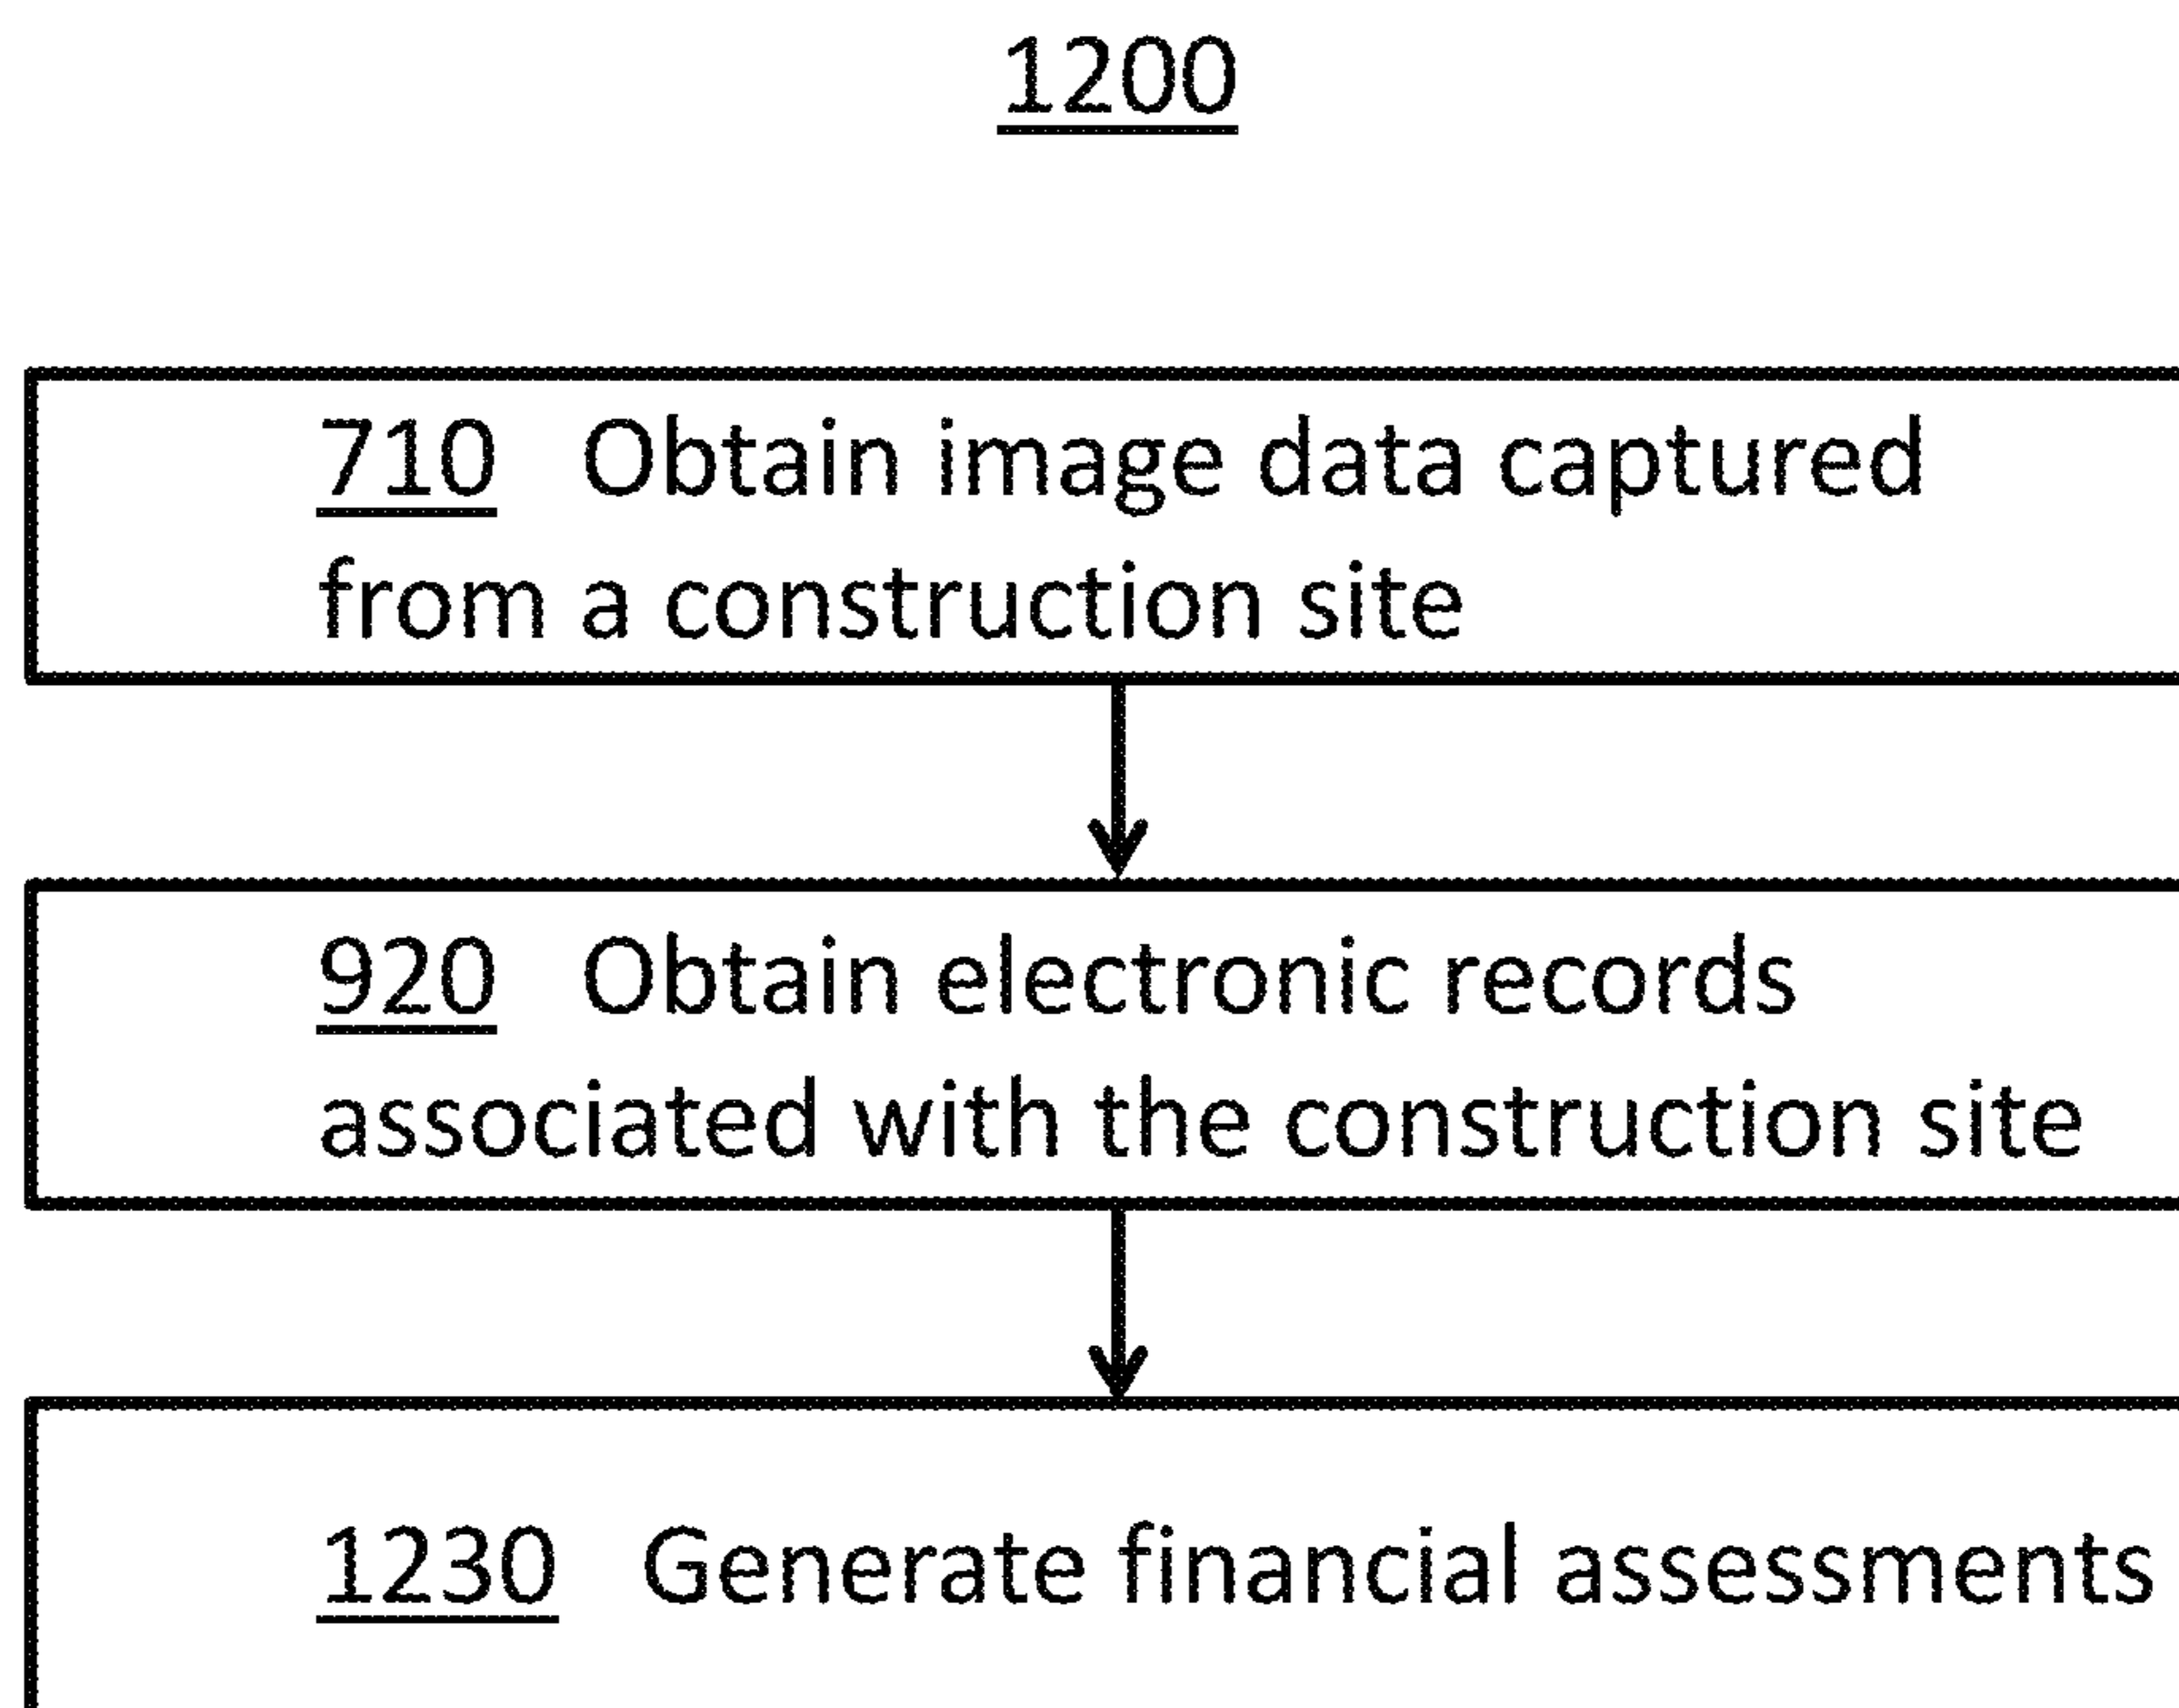 1200
710 Obtain image data captured
from a construction site
920 Obtain electronic records
associated with the construction site
1230 Generate financial assessments